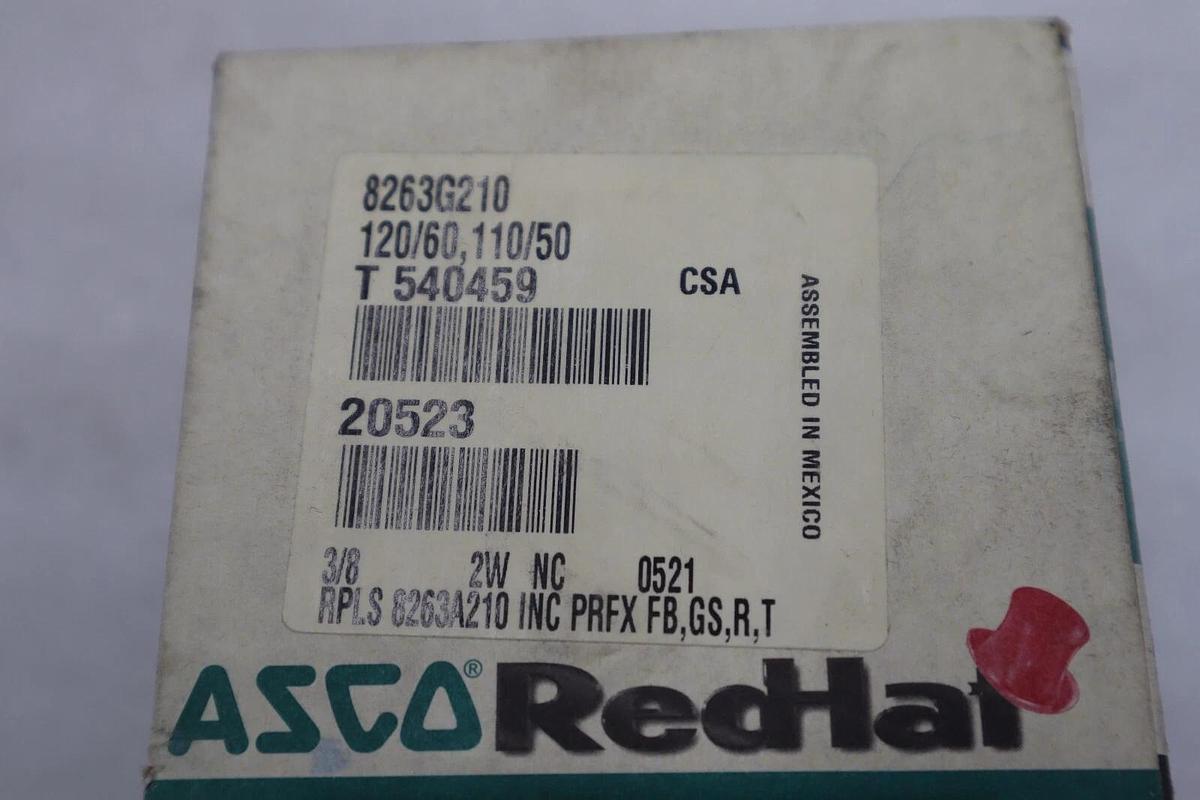 8263G210
120/60,110/50
T 540459
CSA
20523
ASSEMBLED IN MEXICO
3/8 2W NC 0521
RPLS 8263A210 INC PRFX FB,GS,R,T
ASCO® RedHat